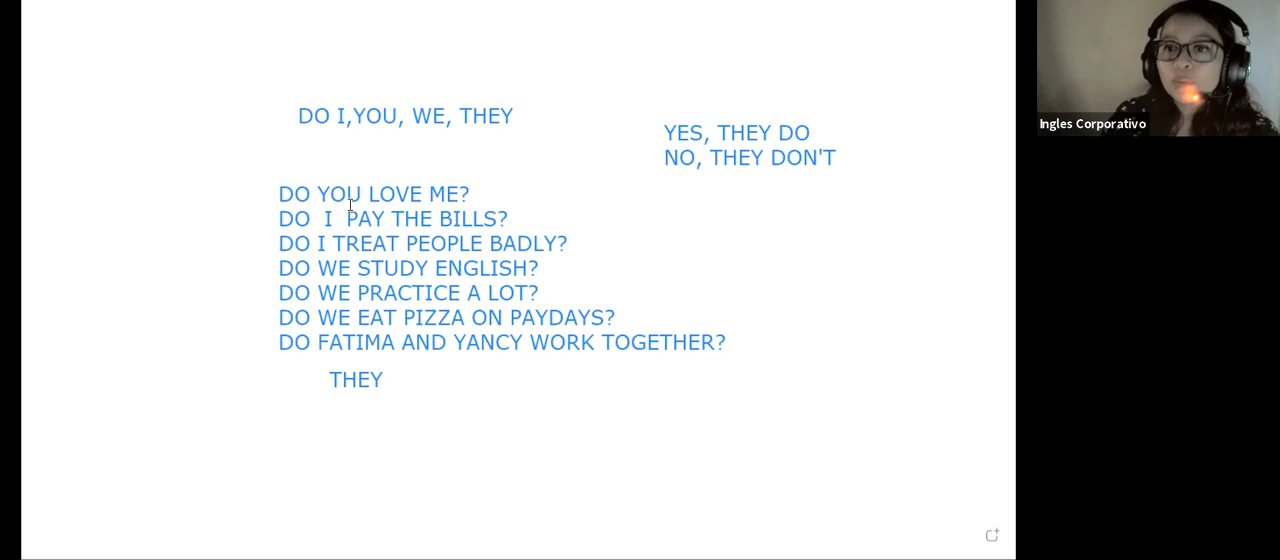 DO I,YOU, WE, THEY
YES, THEY DO
NO, THEY DON'T
DO YOU LOVE ME?
DO I PAY THE BILLS?
DO I TREAT PEOPLE BADLY?
DO WE STUDY ENGLISH?
DO WE PRACTICE A LOT?
DO WE EAT PIZZA ON PAYDAYS?
DO FATIMA AND YANCY WORK TOGETHER?
THEY
Ingles Corporativo